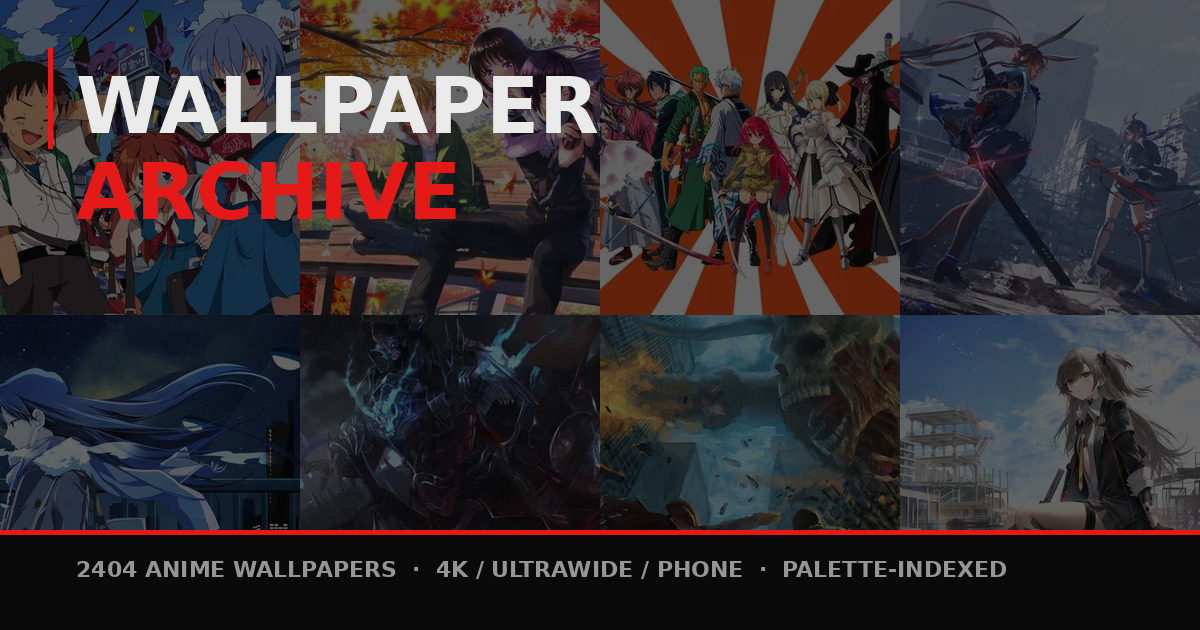 WALLPAPER
ARCHIVE
2404 ANIME WALLPAPERS · 4K / ULTRAWIDE / PHONE · PALETTE-INDEXED